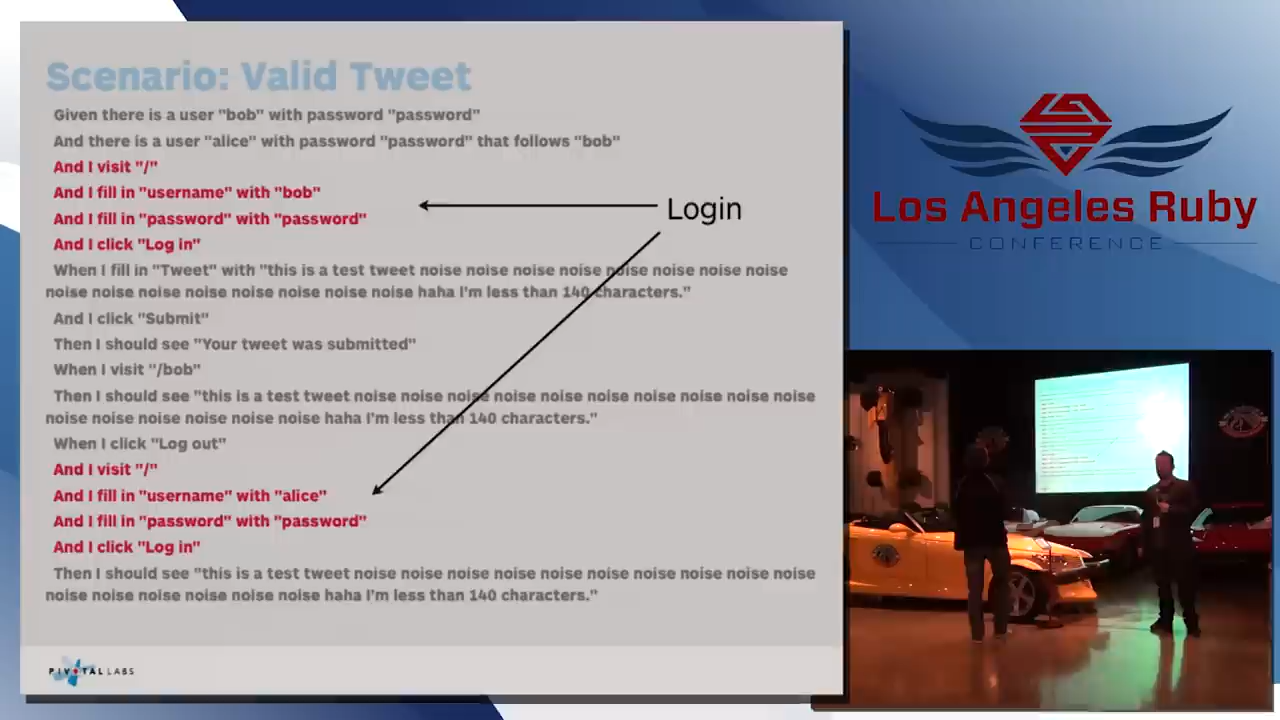 Scenario: Valid Tweet
Given there is a user "bob" with password "password"
And there is a user "alice" with password "password" that follows "bob"
And I visit "/"
And I fill in "username" with "bob"
And I fill in "password" with "password"
And I click "Log in"
Login
When I fill in "Tweet" with "this is a test tweet noise noise noise noise noise noise noise noise
noise noise noise noise noise noise noise noise haha I'm less than 140 characters."
And I click "Submit"
Then I should see "Your tweet was submitted"
When I visit "/bob"
Then I should see "this is a test tweet noise noise noise noise noise noise noise noise noise noise
noise noise noise noise noise noise haha I'm less than 140 characters."
When I click "Log out"
And I visit "/"
And I fill in "username" with "alice"
And I fill in "password" with "password"
And I click "Log in"
Then I should see "this is a test tweet noise noise noise noise noise noise noise noise noise noise
noise noise noise noise noise noise haha I'm less than 140 characters."
PIVOTAL LABS
Los Angeles Ruby
CONFERENCE